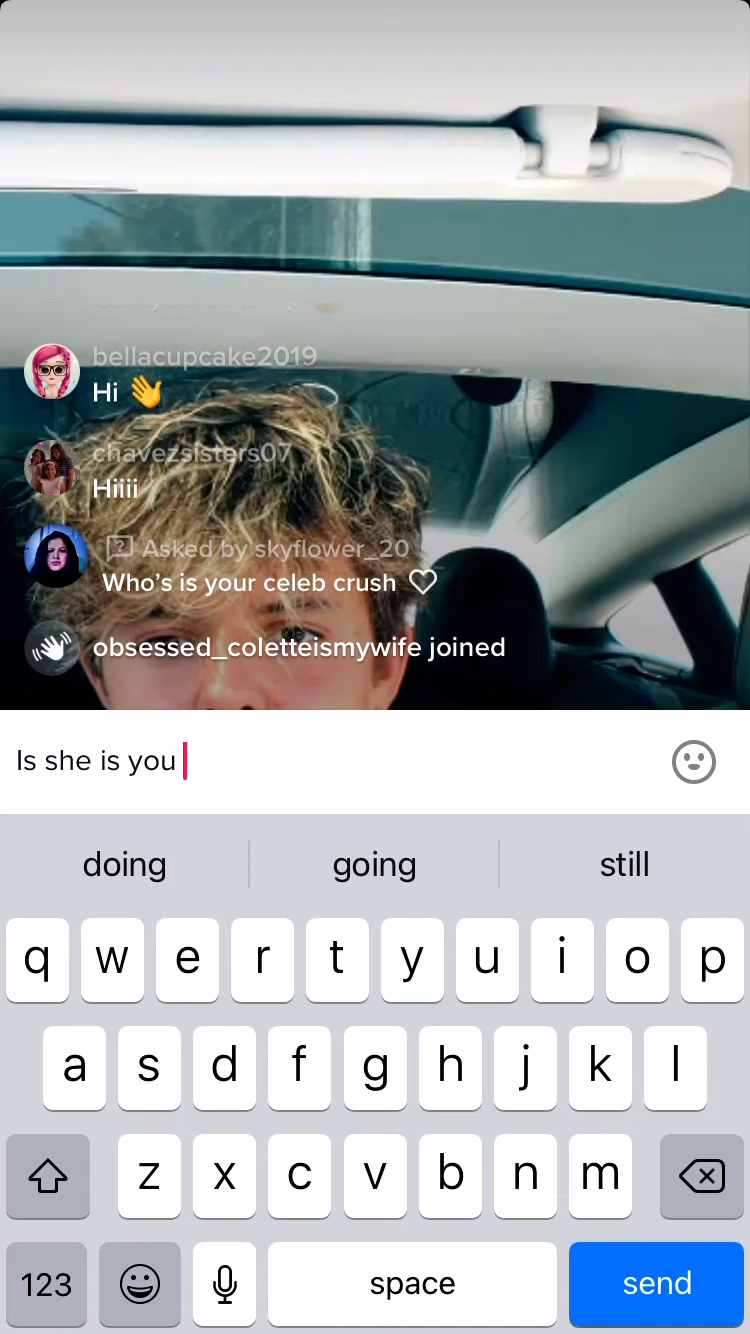 bellacupcake2019
Hi 👋
chavezsisters07
Hiiii
Asked by skyflower_20
Who's is your celeb crush
obsessed_coletteismywife joined
Is she is you
doing going still
q w e r t y u i o p
a s d f g h j k l
z x c v b n m
123 space send